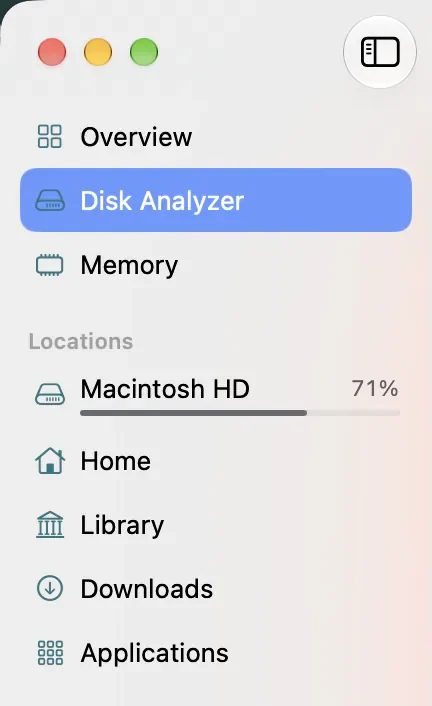 Overview
Disk Analyzer
Memory
Locations
Macintosh HD 71%
Home
Library
Downloads
Applications